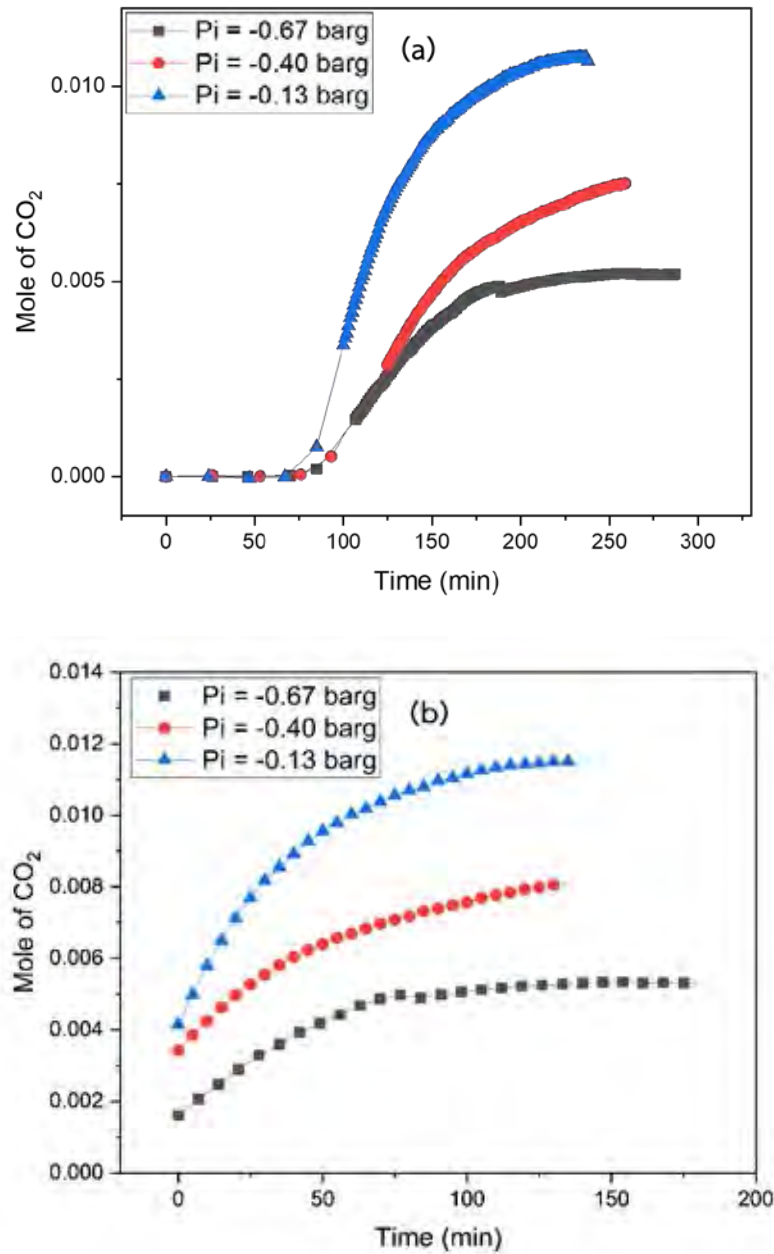 (a)
Pi = -0.67 barg
Pi = -0.40 barg
Pi = -0.13 barg
0.010
0.005
0.000
Mole of CO₂
0 50 100 150 200 250 300
Time (min)
(b)
Pi = -0.67 barg
Pi = -0.40 barg
Pi = -0.13 barg
0.014
0.012
0.010
0.008
0.006
0.004
0.002
0.000
Mole of CO₂
0 50 100 150 200
Time (min)